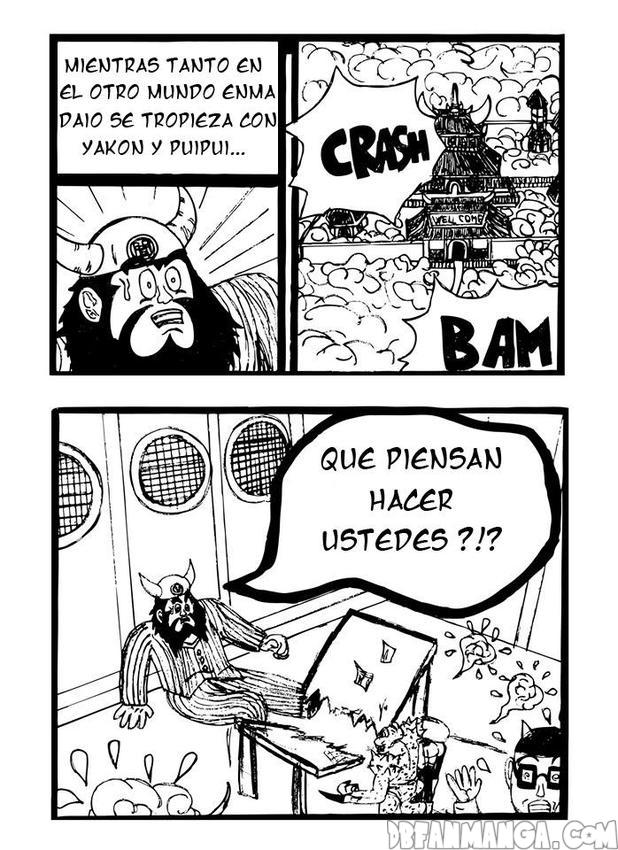 MIENTRAS TANTO EN
EL OTRO MUNDO ENMA
DAIO SE TROPIEZA CON
YAKON Y PUIPUI...
CRASH
WELL COME
BAM
QUE PIENSAN
HACER
USTEDES ?!?
DBFANMANGA.COM